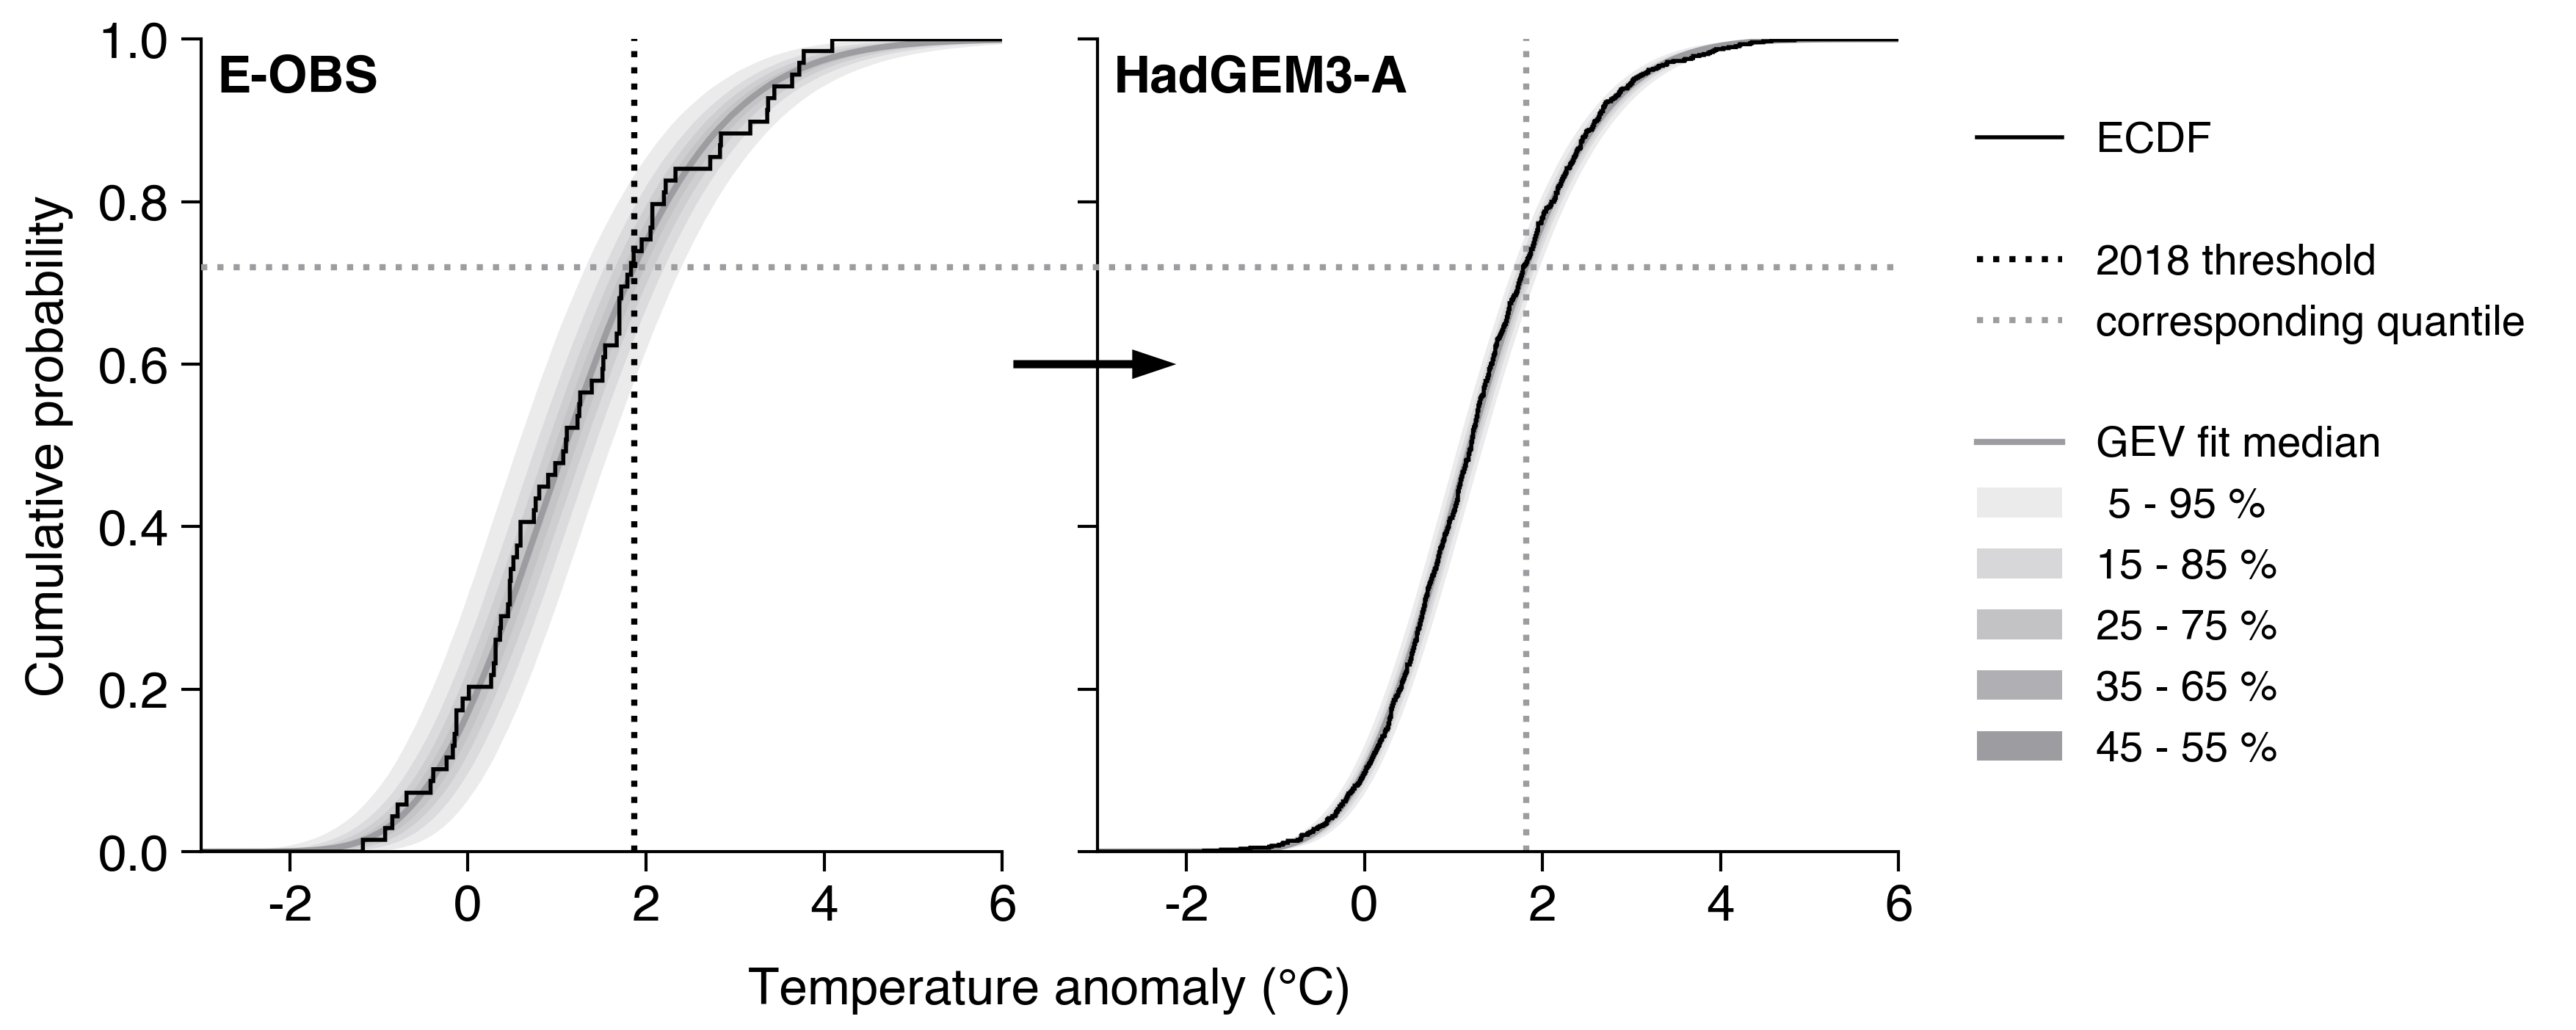 E-OBS
HadGEM3-A
Cumulative probability
1.0
0.8
0.6
0.4
0.2
0.0
-2 0 2 4 6
-2 0 2 4 6
Temperature anomaly (°C)
ECDF
2018 threshold
corresponding quantile
GEV fit median
5 - 95 %
15 - 85 %
25 - 75 %
35 - 65 %
45 - 55 %